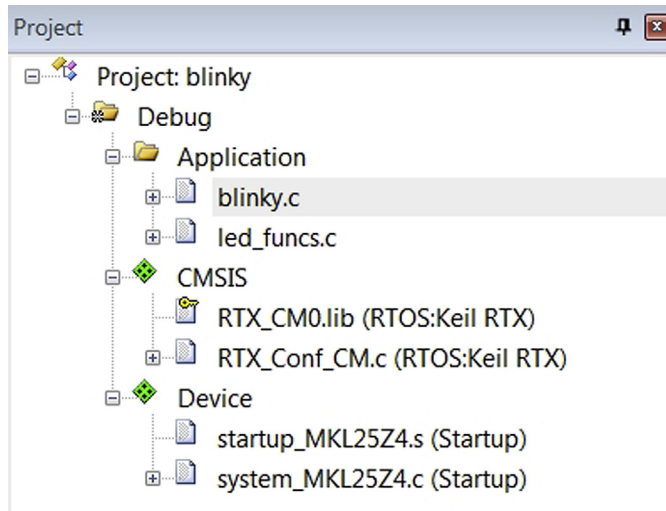 Project
Project: blinky
Debug
Application
blinky.c
led_funcs.c
CMSIS
RTX_CM0.lib (RTOS:Keil RTX)
RTX_Conf_CM.c (RTOS:Keil RTX)
Device
startup_MKL25Z4.s (Startup)
system_MKL25Z4.c (Startup)